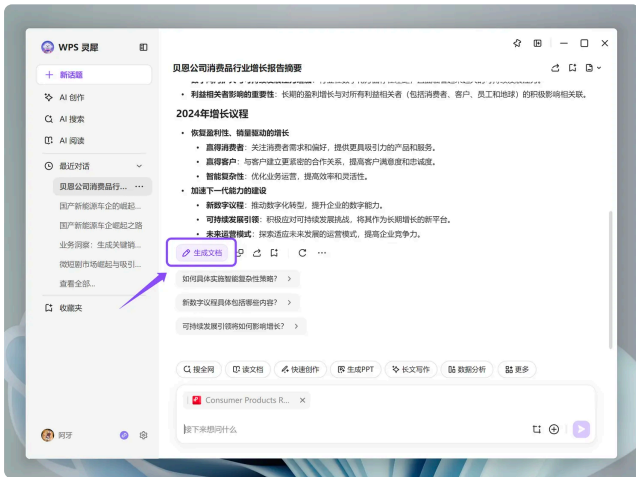 WPS 灵犀
新话题
AI 创作
AI 搜索
AI 阅读
最近对话
贝恩公司消费品行...
国产新能源车企的崛起...
国产新能源车企崛起之路
业务洞察：生成关键销...
微短剧市场崛起与吸引...
查看全部...
收藏夹
阿牙
贝恩公司消费品行业增长报告摘要
• 利益相关者影响的重要性：长期的盈利增长与对所有利益相关者（包括消费者、客户、员工和地球）的积极影响相关联。
2024年增长议程
• 恢复盈利性、销量驱动的增长
• 赢得消费者：关注消费者需求和偏好，提供更具吸引力的产品和服务。
• 赢得客户：与客户建立更紧密的合作关系，提高客户满意度和忠诚度。
• 智能复杂性：优化业务运营，提高效率和灵活性。
• 加速下一代能力的建设
• 新数字议程：推动数字化转型，提升企业的数字能力。
• 可持续发展引领：积极应对可持续发展挑战，将其作为长期增长的新平台。
• 未来运营模式：探索适应未来发展的运营模式，提高企业竞争力。
生成文档
如何具体实施智能复杂性策略？
新数字议程具体包括哪些内容？
可持续发展引领将如何影响增长？
搜全网 读文档 快速创作 生成PPT 长文写作 数据分析 更多
Consumer Products R...
接下来想问什么